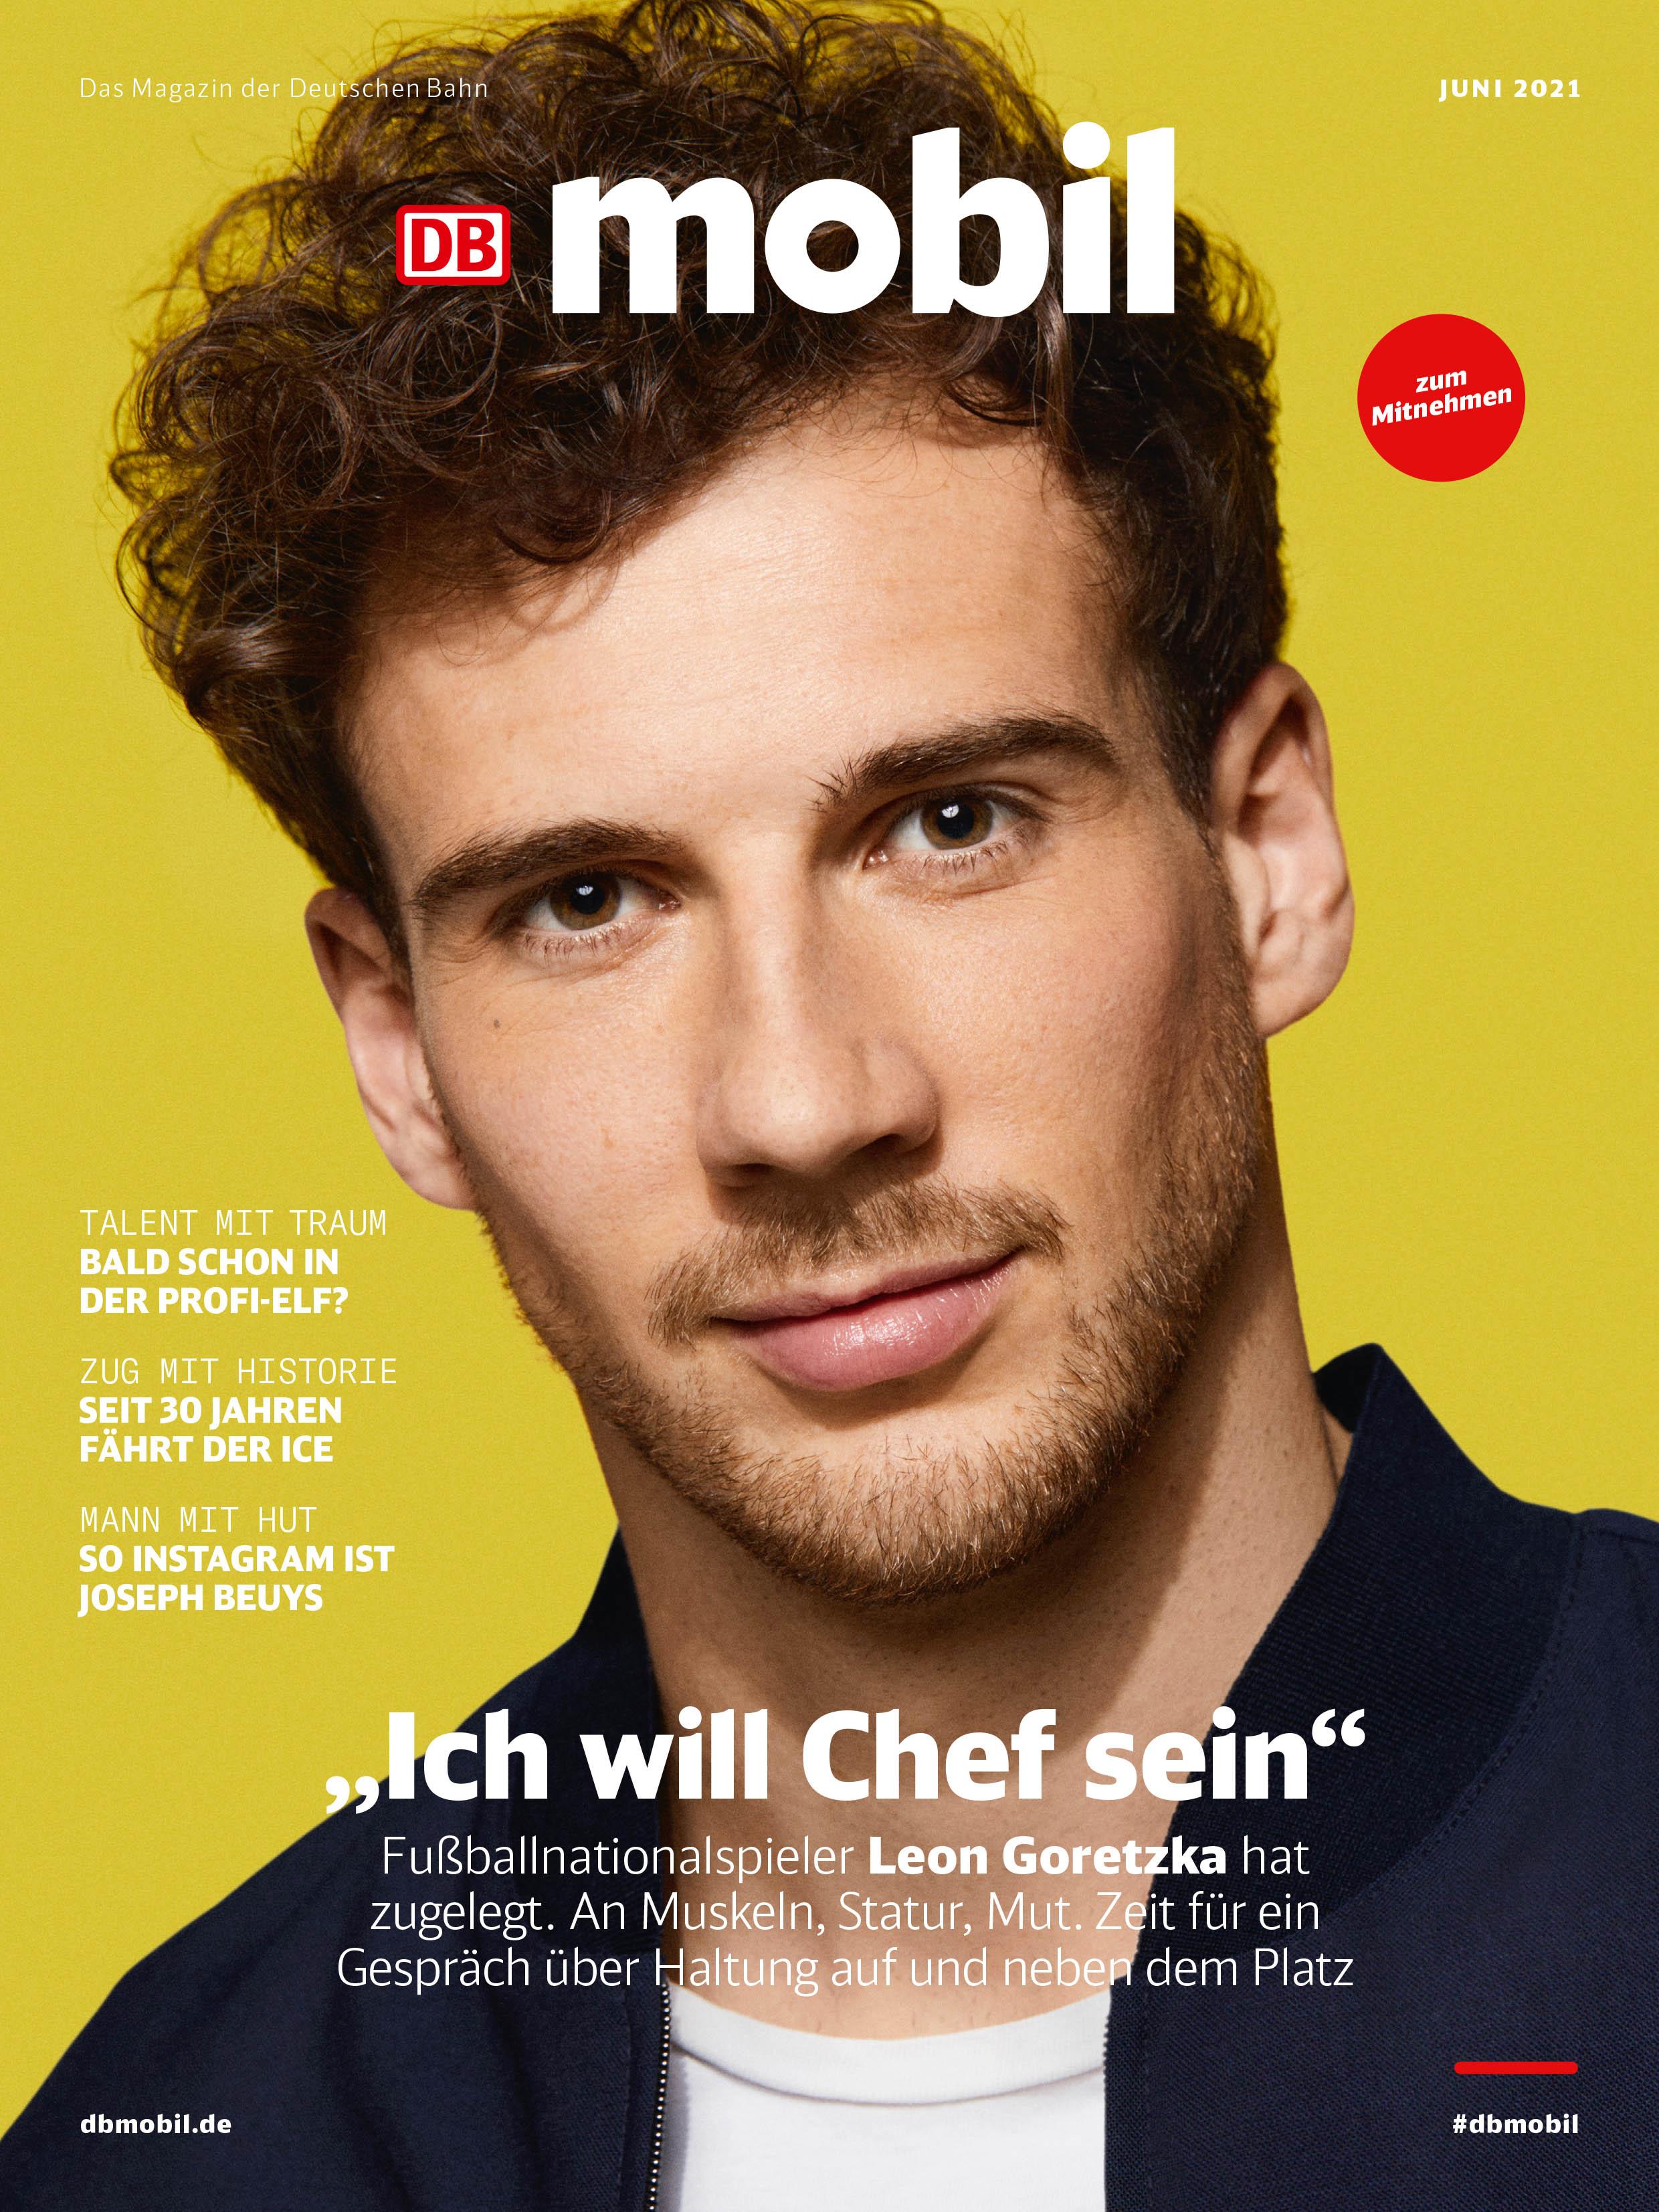 Das Magazin der Deutschen Bahn
JUNI 2021
DB mobil
zum
Mitnehmen
TALENT MIT TRAUM
BALD SCHON IN
DER PROFI-ELF?
ZUG MIT HISTORIE
SEIT 30 JAHREN
FÄHRT DER ICE
MANN MIT HUT
SO INSTAGRAM IST
JOSEPH BEUYS
„Ich will Chef sein“
Fußballnationalspieler Leon Goretzka hat
zugelegt. An Muskeln, Statur, Mut. Zeit für ein
Gespräch über Haltung auf und neben dem Platz
dbmobil.de
#dbmobil